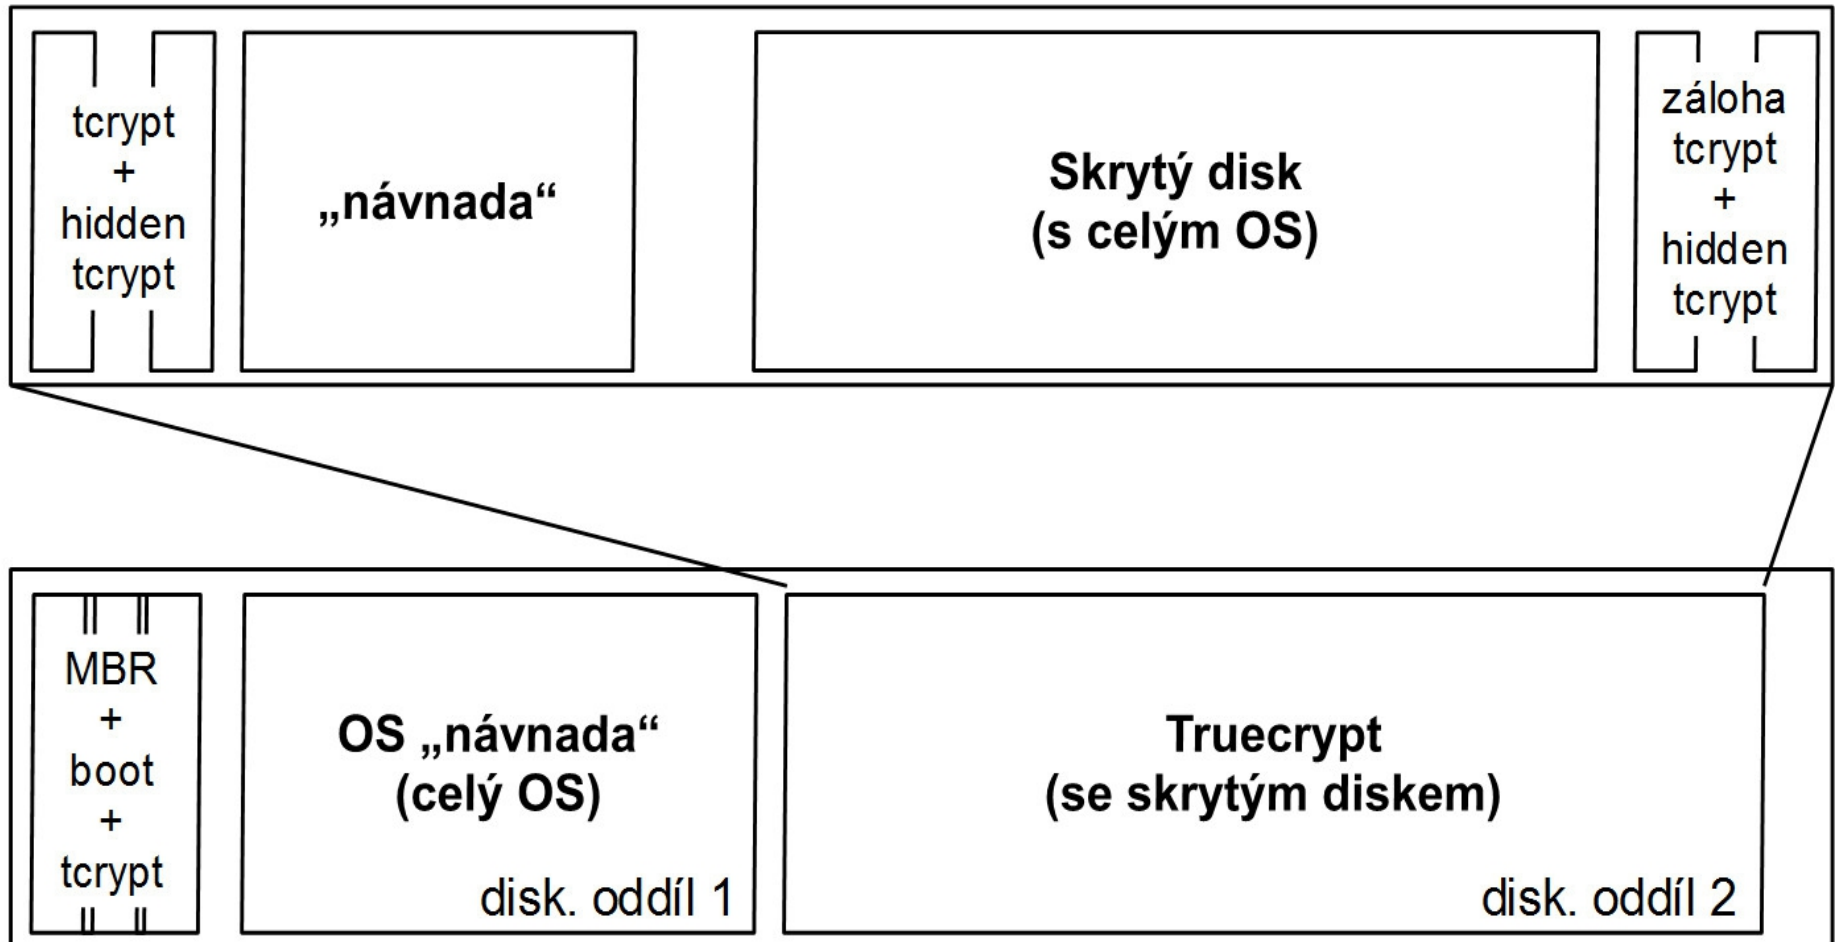 tcrypt
+
hidden
tcrypt
„návnada“
Skrytý disk
(s celým OS)
záloha
tcrypt
+
hidden
tcrypt
MBR
+
boot
+
tcrypt
OS „návnada“
(celý OS)
disk. oddíl 1
Truecrypt
(se skrytým diskem)
disk. oddíl 2